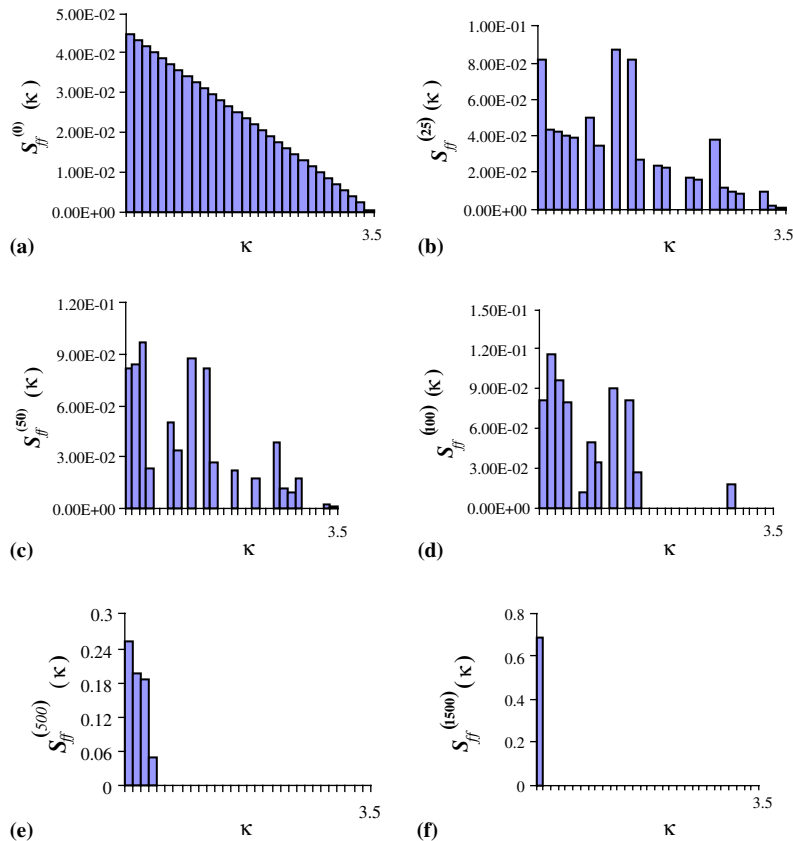 5.00E-02
4.00E-02
3.00E-02
2.00E-02
1.00E-02
0.00E+00
S_ff^(0) (κ)
3.5
(a)
κ
1.00E-01
8.00E-02
6.00E-02
4.00E-02
2.00E-02
0.00E+00
S_ff^(25) (κ)
3.5
(b)
κ
1.20E-01
9.00E-02
6.00E-02
3.00E-02
0.00E+00
S_ff^(50) (κ)
3.5
(c)
κ
1.50E-01
1.20E-01
9.00E-02
6.00E-02
3.00E-02
0.00E+00
S_ff^(100) (κ)
3.5
(d)
κ
0.3
0.24
0.18
0.12
0.06
0
S_ff^(500) (κ)
3.5
(e)
κ
0.8
0.6
0.4
0.2
0
S_ff^(1500) (κ)
3.5
(f)
κ